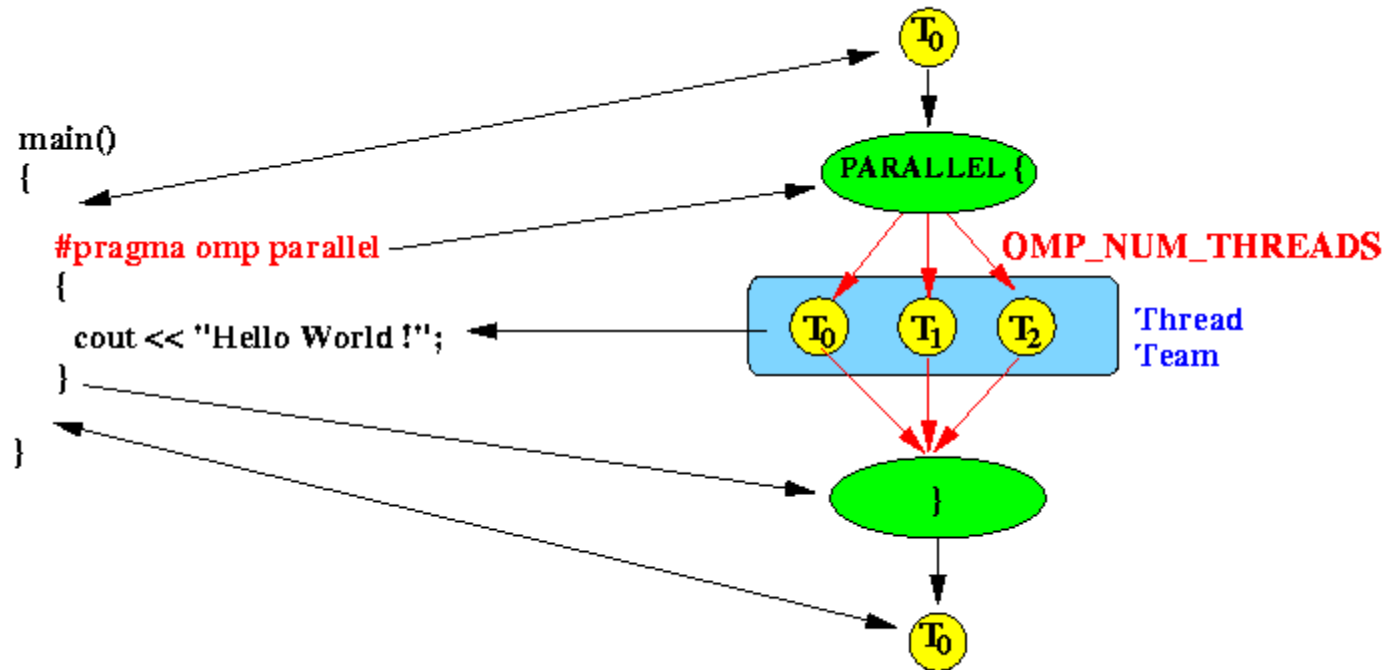 T0
main()
{
PARALLEL {
#pragma omp parallel
OMP_NUM_THREADS
{
cout << "Hello World !";
T0 T1 T2
Thread
Team
}
}
}
T0